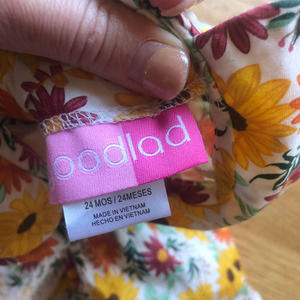 oodlad
24 MOS / 24MESES
MADE IN VIETNAM
HECHO EN VIETNAM